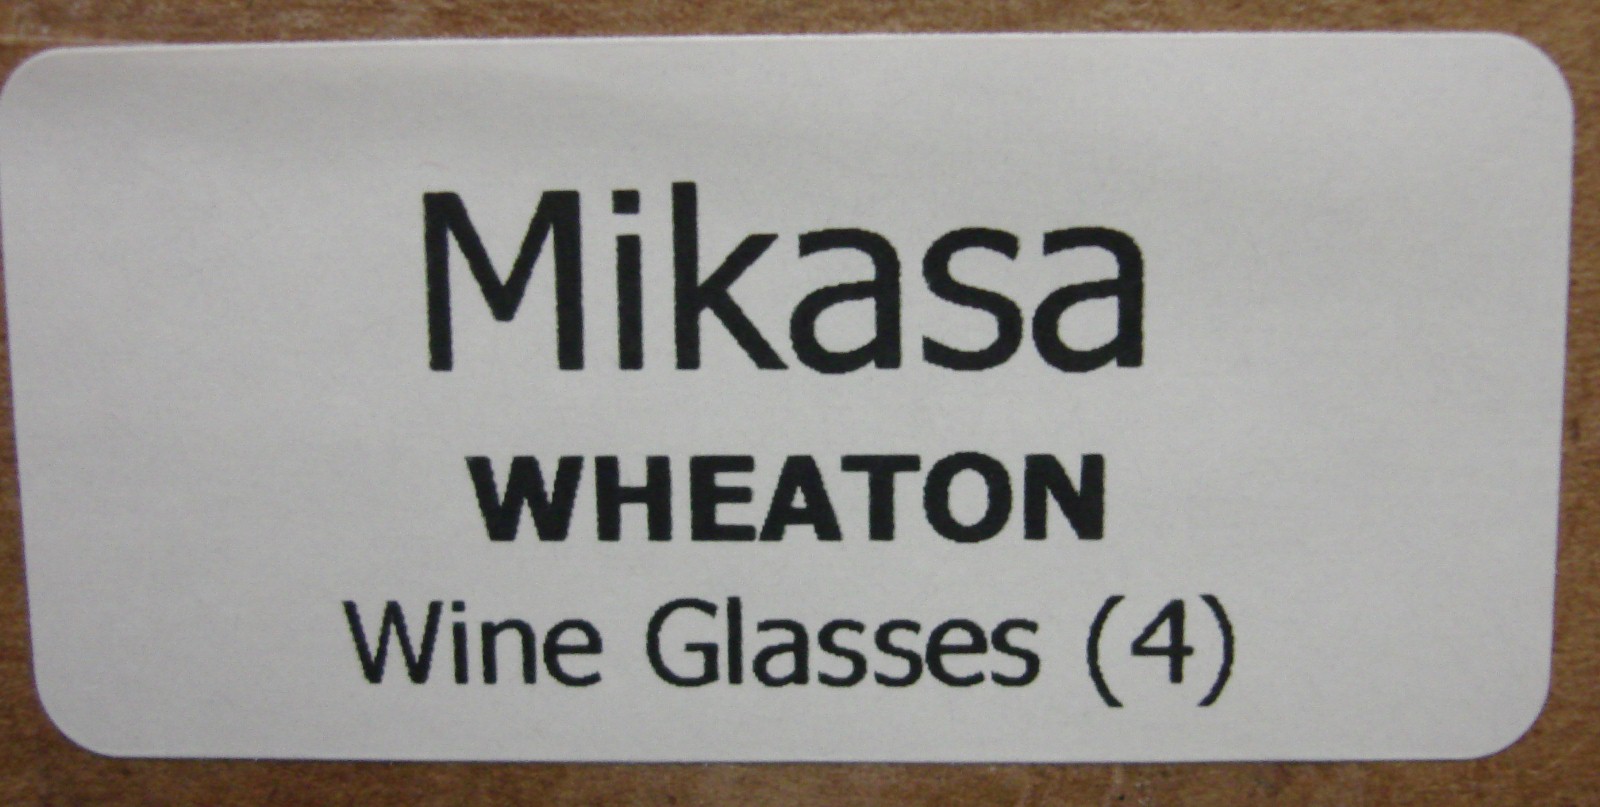 Mikasa
WHEATON
Wine Glasses (4)